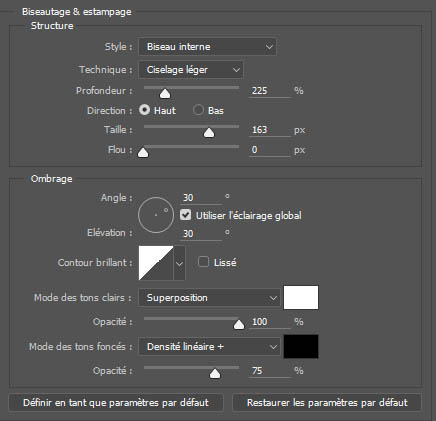 Biseautage & estampage
Structure
Style : Biseau interne
Technique : Ciselage léger
Profondeur : 225 %
Direction : Haut Bas
Taille : 163 px
Flou : 0 px
Ombrage
Angle : 30 °
Utiliser l'éclairage global
Elévation : 30 °
Contour brillant : Lissé
Mode des tons clairs : Superposition
Opacité : 100 %
Mode des tons foncés : Densité linéaire +
Opacité : 75 %
Définir en tant que paramètres par défaut Restaurer les paramètres par défaut